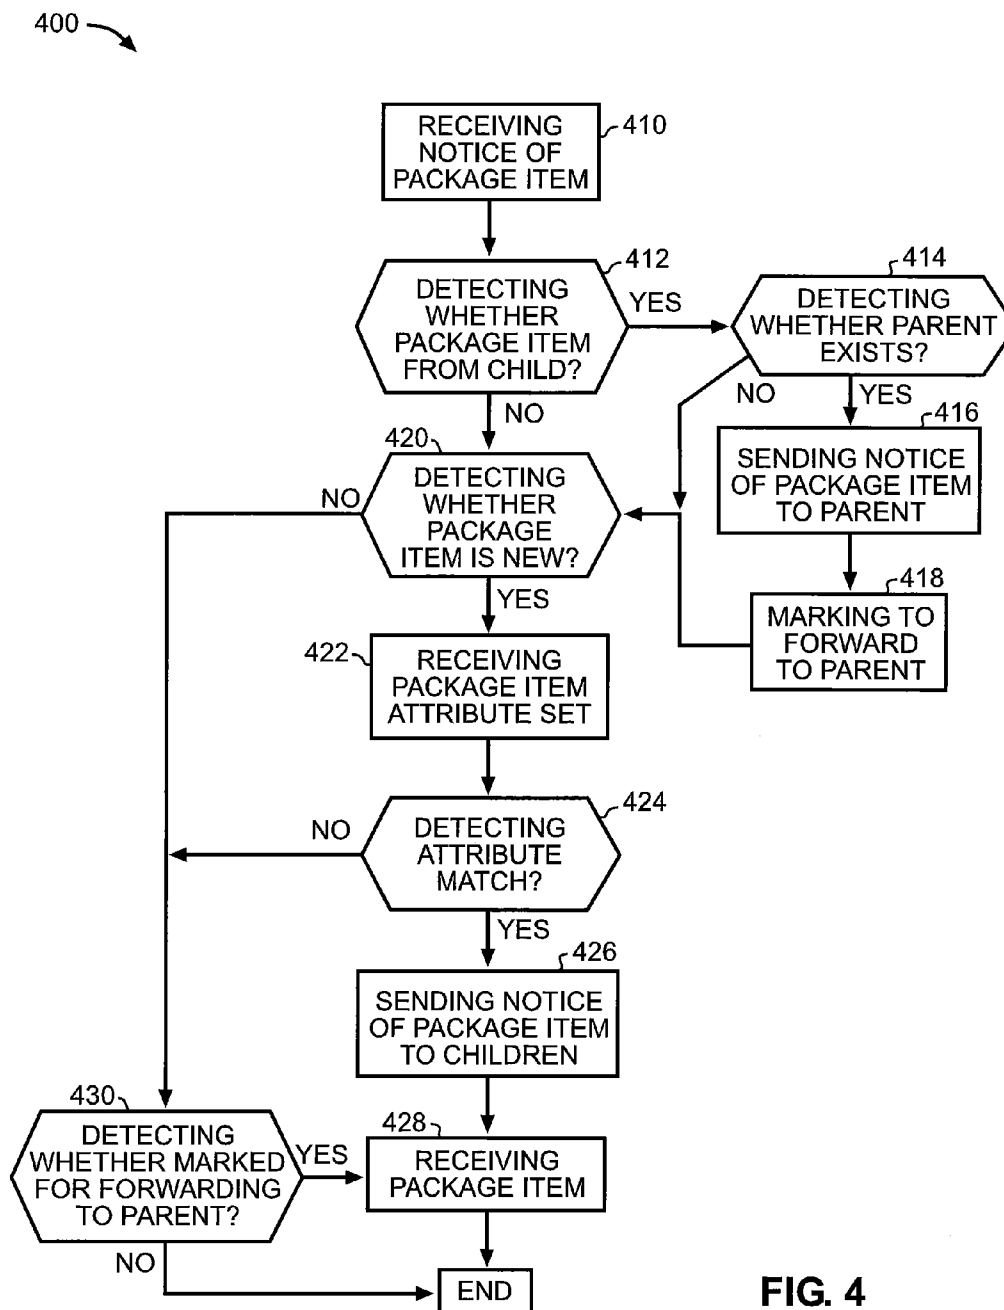 400
RECEIVING
NOTICE OF
PACKAGE ITEM
410
DETECTING
WHETHER
PACKAGE ITEM
FROM CHILD?
412
YES
DETECTING
WHETHER PARENT
EXISTS?
414
NO
NO
YES
SENDING NOTICE
OF PACKAGE ITEM
TO PARENT
416
MARKING TO
FORWARD
TO PARENT
418
420
DETECTING
WHETHER
PACKAGE
ITEM IS NEW?
NO
YES
422
RECEIVING
PACKAGE ITEM
ATTRIBUTE SET
DETECTING
ATTRIBUTE
MATCH?
424
NO
YES
426
SENDING NOTICE
OF PACKAGE ITEM
TO CHILDREN
430
DETECTING
WHETHER MARKED
FOR FORWARDING
TO PARENT?
YES
428
RECEIVING
PACKAGE ITEM
NO
END
FIG. 4